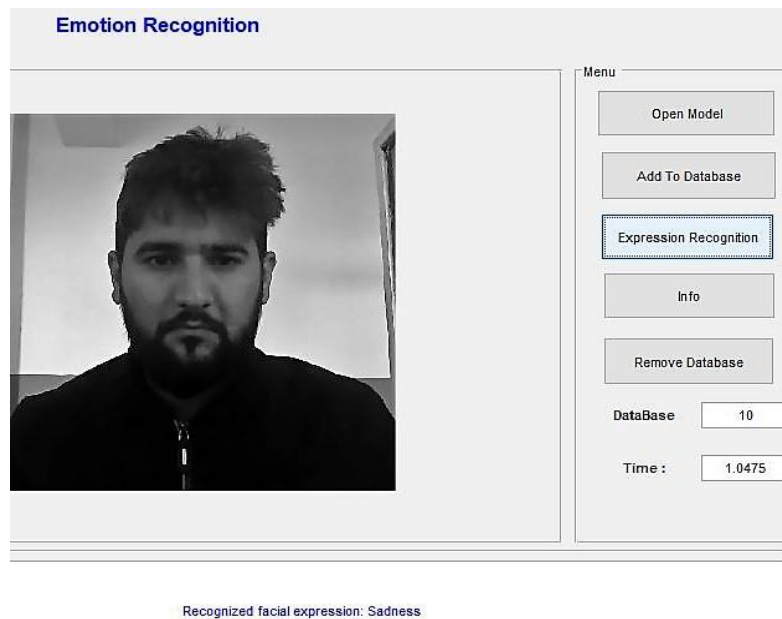 Emotion Recognition
Menu
Open Model
Add To Database
Expression Recognition
Info
Remove Database
DataBase 10
Time : 1.0475
Recognized facial expression: Sadness